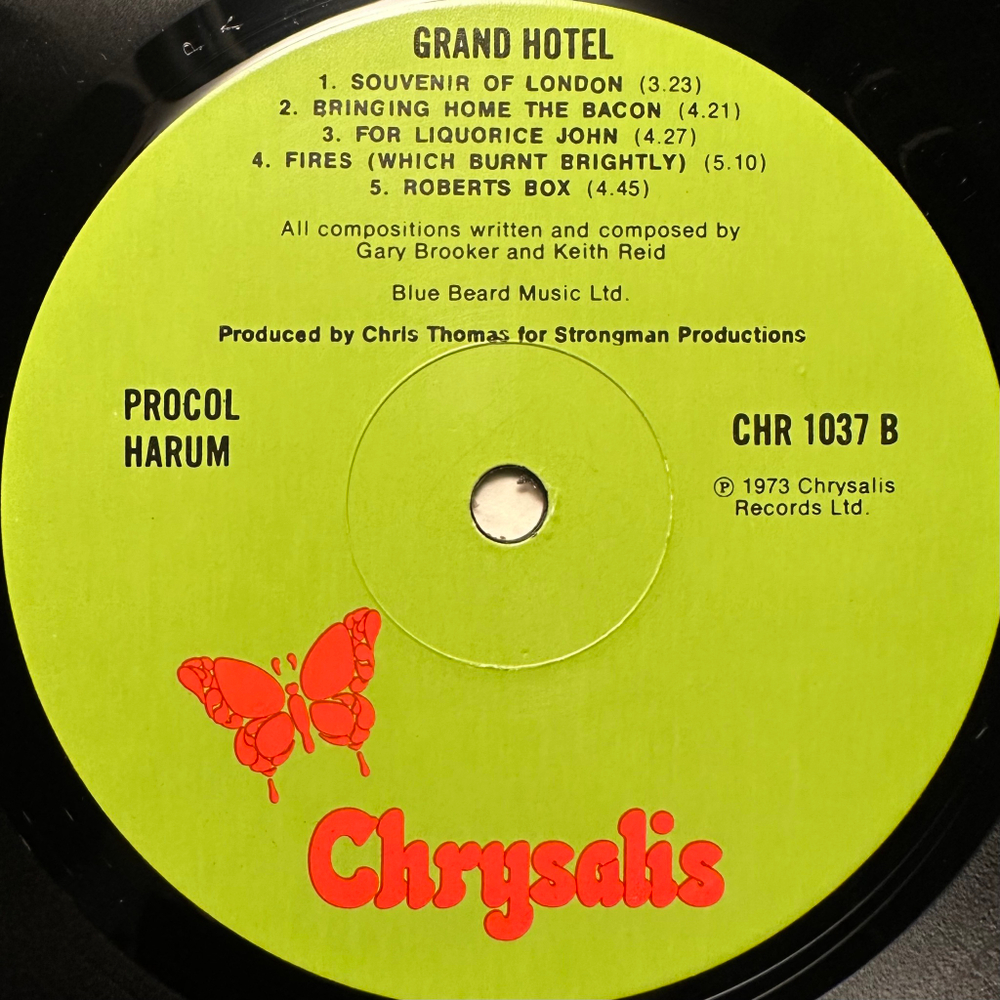 GRAND HOTEL
1. SOUVENIR OF LONDON (3.23)
2. BRINGING HOME THE BACON (4.21)
3. FOR LIQUORICE JOHN (4.27)
4. FIRES (WHICH BURNT BRIGHTLY) (5.10)
5. ROBERTS BOX (4.45)
All compositions written and composed by
Gary Brooker and Keith Reid
Blue Beard Music Ltd.
Produced by Chris Thomas for Strongman Productions
PROCOL
HARUM
CHR 1037 B
℗ 1973 Chrysalis
Records Ltd.
Chrysalis